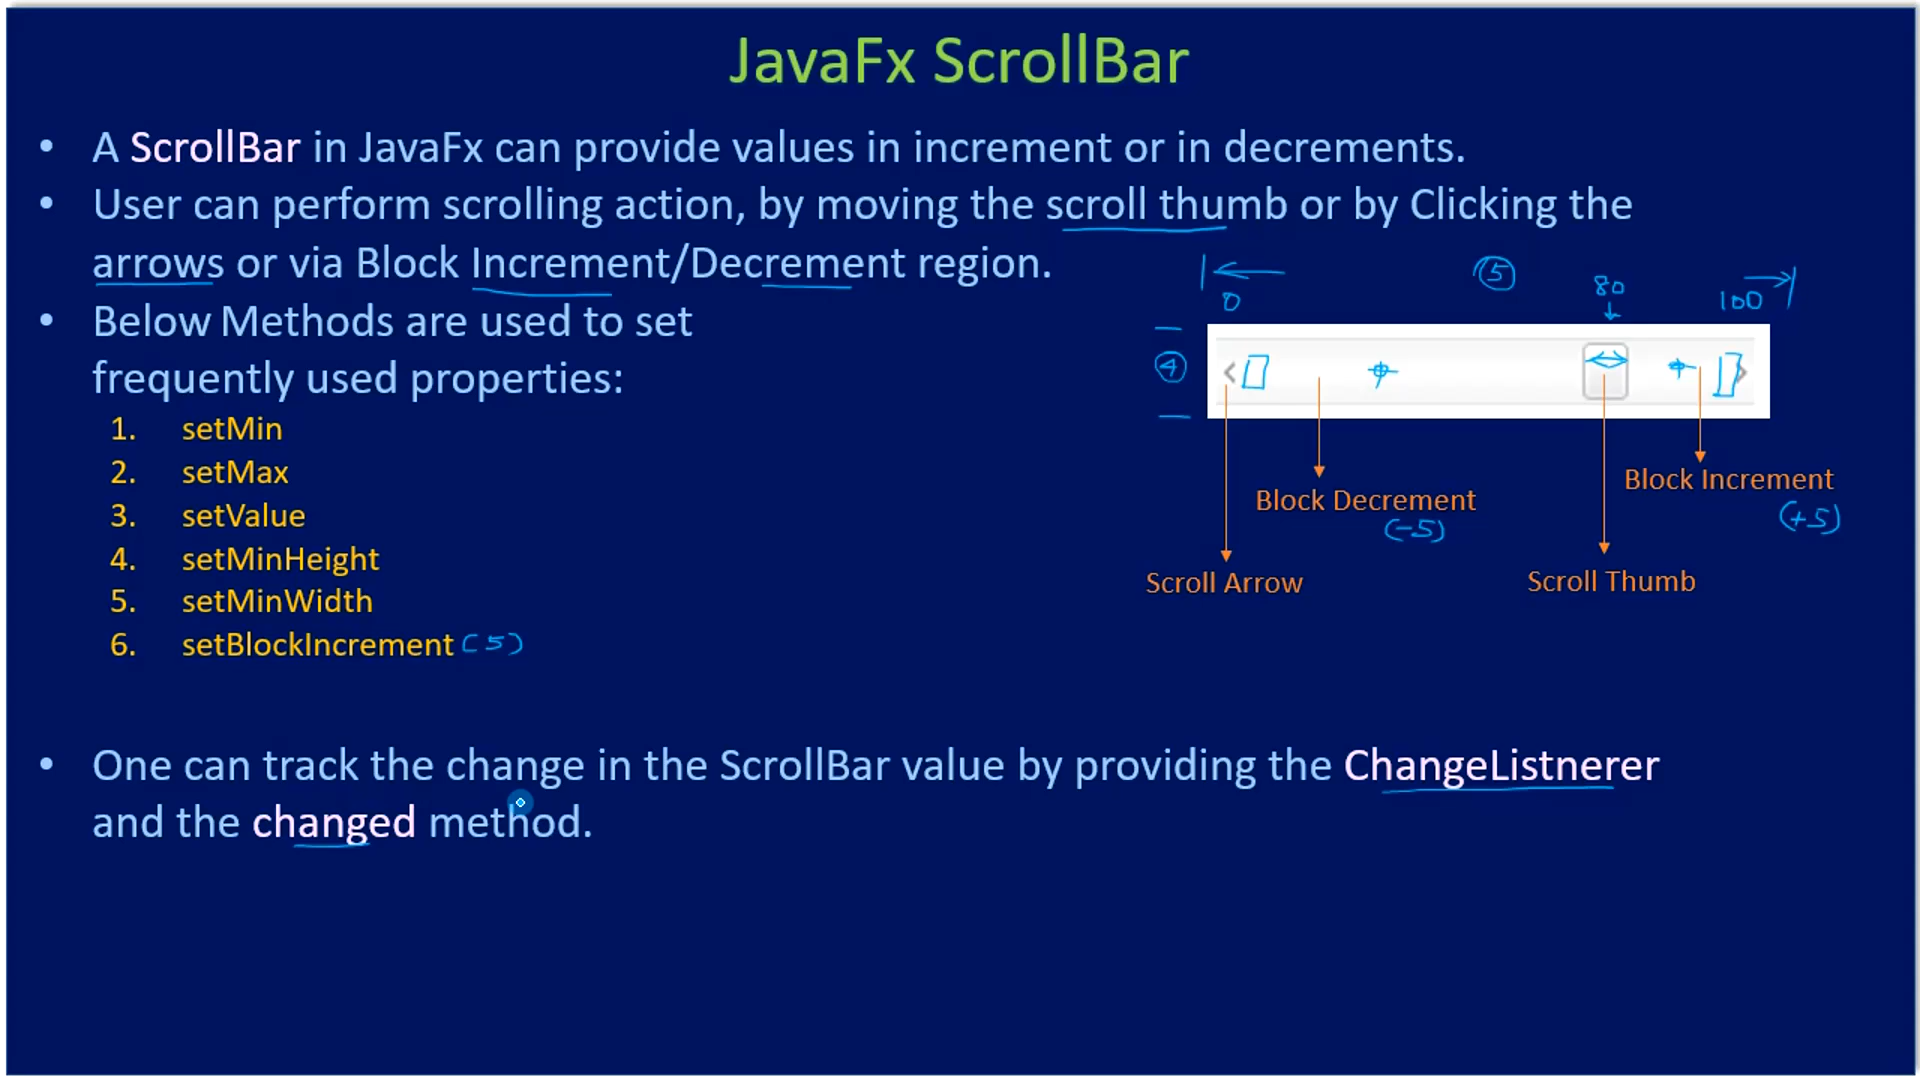 JavaFx ScrollBar
• A ScrollBar in JavaFx can provide values in increment or in decrements.
• User can perform scrolling action, by moving the scroll thumb or by Clicking the
arrows or via Block Increment/Decrement region.
• Below Methods are used to set
frequently used properties:
1. setMin
2. setMax
3. setValue
4. setMinHeight
5. setMinWidth
6. setBlockIncrement (5)
0
5
80
100
4
Block Decrement
(-5)
Block Increment
(+5)
Scroll Arrow
Scroll Thumb
• One can track the change in the ScrollBar value by providing the ChangeListnerer
and the changed method.